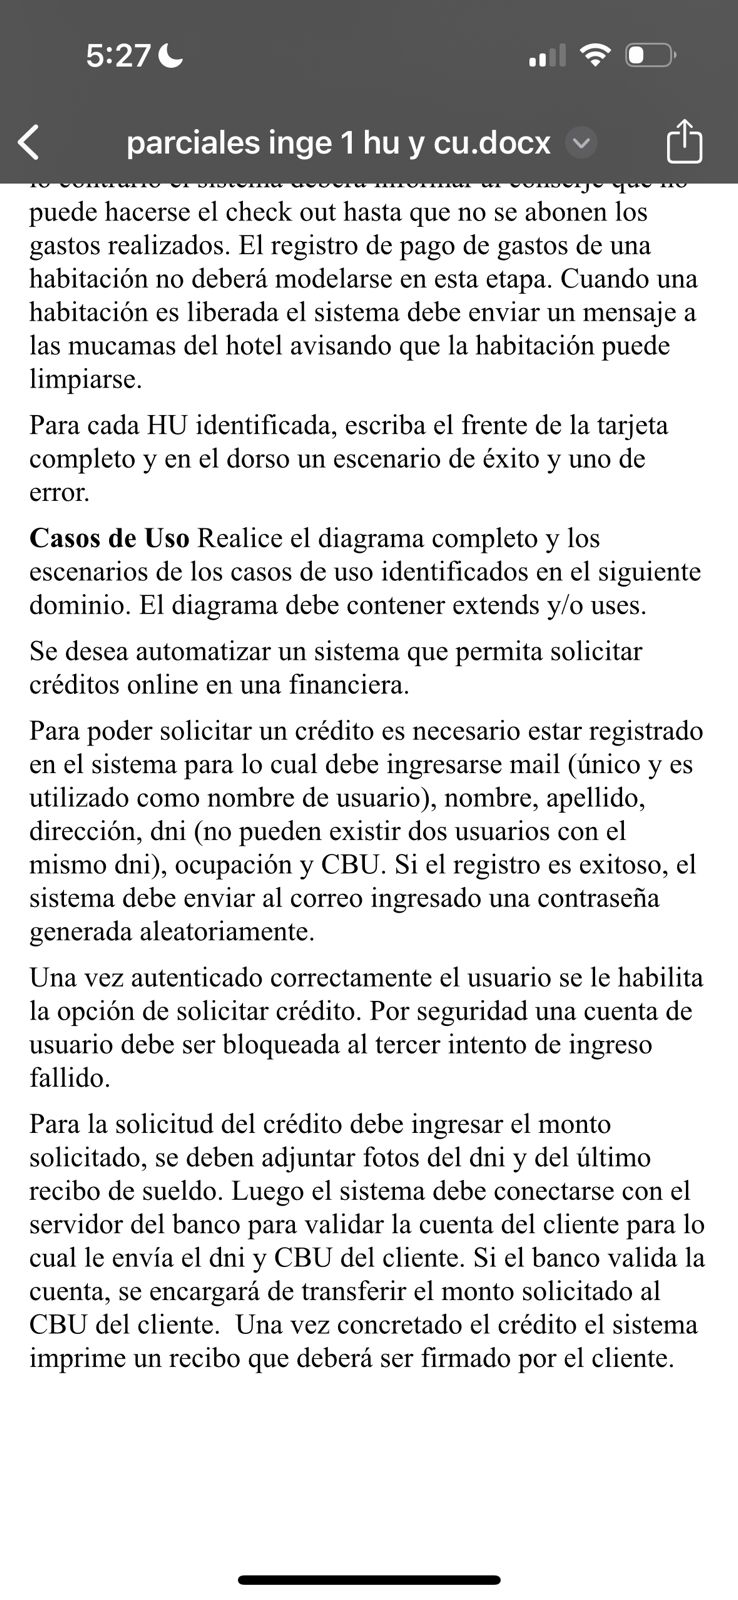 5:27
parciales inge 1 hu y cu.docx
lo contrario el sistema deberá informar al conserje que no
puede hacerse el check out hasta que no se abonen los
gastos realizados. El registro de pago de gastos de una
habitación no deberá modelarse en esta etapa. Cuando una
habitación es liberada el sistema debe enviar un mensaje a
las mucamas del hotel avisando que la habitación puede
limpiarse.
Para cada HU identificada, escriba el frente de la tarjeta
completo y en el dorso un escenario de éxito y uno de
error.
Casos de Uso Realice el diagrama completo y los
escenarios de los casos de uso identificados en el siguiente
dominio. El diagrama debe contener extends y/o uses.
Se desea automatizar un sistema que permita solicitar
créditos online en una financiera.
Para poder solicitar un crédito es necesario estar registrado
en el sistema para lo cual debe ingresarse mail (único y es
utilizado como nombre de usuario), nombre, apellido,
dirección, dni (no pueden existir dos usuarios con el
mismo dni), ocupación y CBU. Si el registro es exitoso, el
sistema debe enviar al correo ingresado una contraseña
generada aleatoriamente.
Una vez autenticado correctamente el usuario se le habilita
la opción de solicitar crédito. Por seguridad una cuenta de
usuario debe ser bloqueada al tercer intento de ingreso
fallido.
Para la solicitud del crédito debe ingresar el monto
solicitado, se deben adjuntar fotos del dni y del último
recibo de sueldo. Luego el sistema debe conectarse con el
servidor del banco para validar la cuenta del cliente para lo
cual le envía el dni y CBU del cliente. Si el banco valida la
cuenta, se encargará de transferir el monto solicitado al
CBU del cliente.  Una vez concretado el crédito el sistema
imprime un recibo que deberá ser firmado por el cliente.